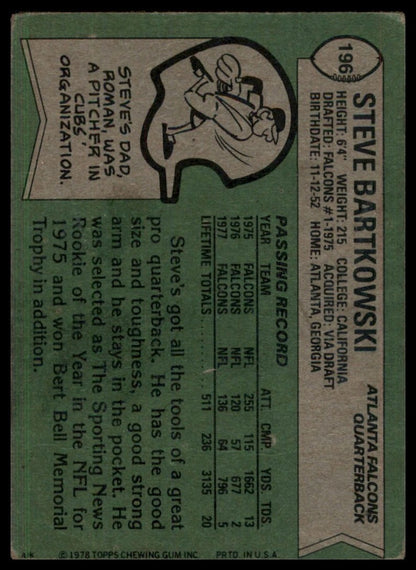 196
STEVE BARTKOWSKI
ATLANTA FALCONS
QUARTERBACK
HEIGHT: 6'4" WEIGHT: 215 COLLEGE: CALIFORNIA
DRAFTED: FALCONS #1-1975 ACQUIRED: VIA DRAFT
BIRTHDATE: 11-12-52 HOME: ATLANTA, GEORGIA
STEVE'S DAD,
ROMAN, WAS
A PITCHER IN
CUBS'
ORGANIZATION.
PASSING RECORD
YEAR TEAM ATT. CMP. YDS. TDS.
1975 FALCONS NFL 255 115 1662 13
1976 FALCONS NFL 120 57 677 2
1977 FALCONS NFL 136 64 796 5
LIFETIME TOTALS 511 236 3135 20
Steve's got all the tools of a great
pro quarterback. He has the good
size and toughness, a good strong
arm and he stays in the pocket. He
was selected as The Sporting News
Rookie of the Year in the NFL for
1975 and won Bert Bell Memorial
Trophy in addition.
© 1978 TOPPS CHEWING GUM INC. PRTD. IN U.S.A.